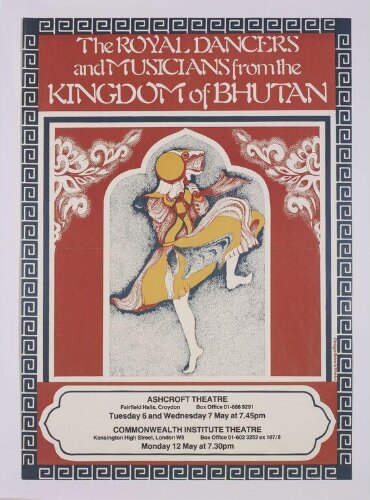 The ROYAL DANCERS
and MUSICIANS from the
KINGDOM of BHUTAN
ASHCROFT THEATRE
Fairfield Halls, Croydon Box Office 01-688 9291
Tuesday 6 and Wednesday 7 May at 7.45pm
COMMONWEALTH INSTITUTE THEATRE
Kensington High Street, London W8 Box Office 01-602 3252 ex 107/8
Monday 12 May at 7.30pm